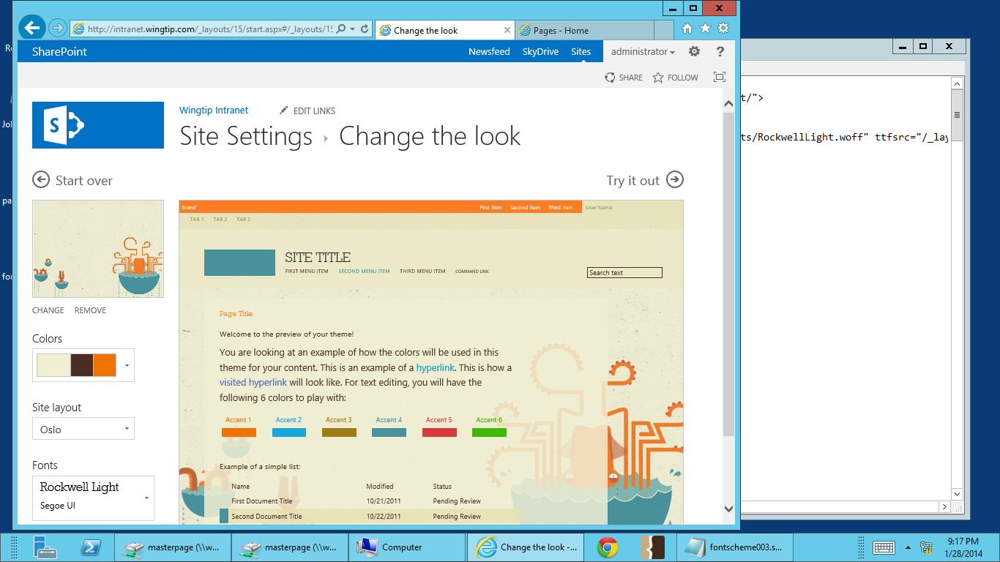 http://intranet.wingtip.com/_layouts/15/start.aspx#/_layouts/15
Change the look
Pages - Home
SharePoint
Newsfeed
SkyDrive
Sites
administrator
?
SHARE
FOLLOW
S
Wingtip Intranet
EDIT LINKS
Site Settings
Change the look
Start over
Try it out
Brand
First Item
Second Item
Third Item
User Name
TAB 1
TAB 2
TAB 3
SITE TITLE
FIRST MENU ITEM
SECOND MENU ITEM
THIRD MENU ITEM
COMMAND LINK
Search text
CHANGE
REMOVE
Colors
Site layout
Oslo
Fonts
Rockwell Light
Segoe UI
Page Title
Welcome to the preview of your theme!
You are looking at an example of how the colors will be used in this
theme for your content. This is an example of a hyperlink. This is how a
visited hyperlink will look like. For text editing, you will have the
following 6 colors to play with:
Accent 1
Accent 2
Accent 3
Accent 4
Accent 5
Accent 6
Example of a simple list:
Name Modified Status
First Document Title 10/21/2011 Pending Review
Second Document Title 10/22/2011 Pending Review
t/">
ts/RockwellLight.woff" ttfsrc="/_lay
masterpage (\\w...
masterpage (\\w...
Computer
Change the look -...
fontscheme003.s...
9:17 PM
1/28/2014